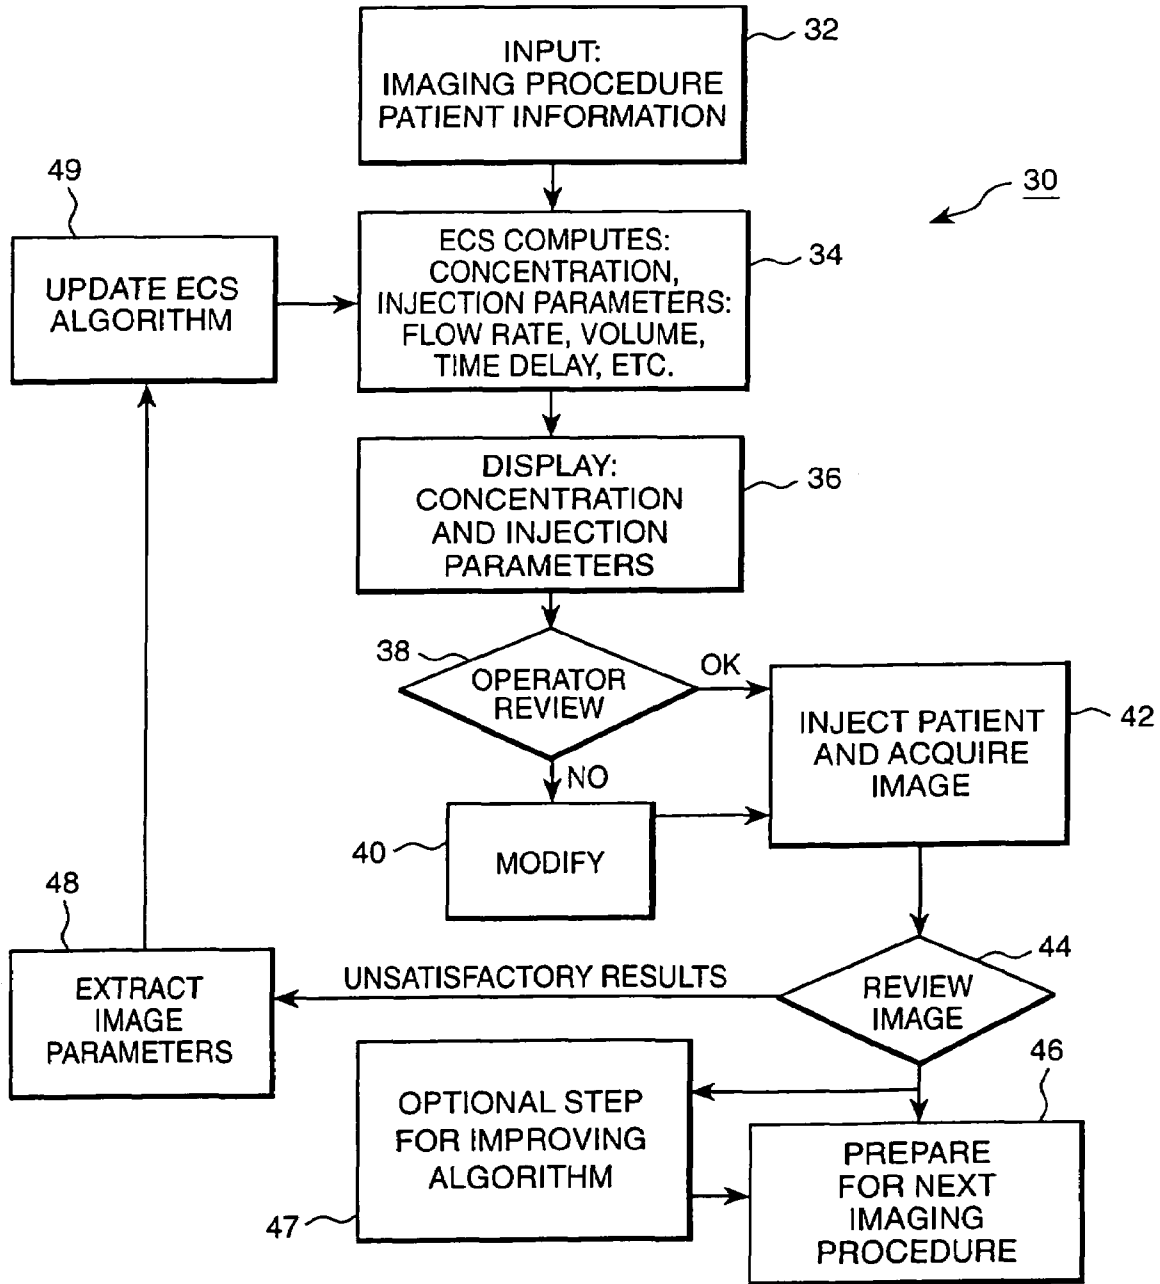 32
INPUT:
IMAGING PROCEDURE
PATIENT INFORMATION
30
49
UPDATE ECS
ALGORITHM
34
ECS COMPUTES:
CONCENTRATION,
INJECTION PARAMETERS:
FLOW RATE, VOLUME,
TIME DELAY, ETC.
36
DISPLAY:
CONCENTRATION
AND INJECTION
PARAMETERS
38
OPERATOR
REVIEW
OK
NO
42
INJECT PATIENT
AND ACQUIRE
IMAGE
40
MODIFY
44
REVIEW
IMAGE
UNSATISFACTORY RESULTS
48
EXTRACT
IMAGE
PARAMETERS
47
OPTIONAL STEP
FOR IMPROVING
ALGORITHM
46
PREPARE
FOR NEXT
IMAGING
PROCEDURE